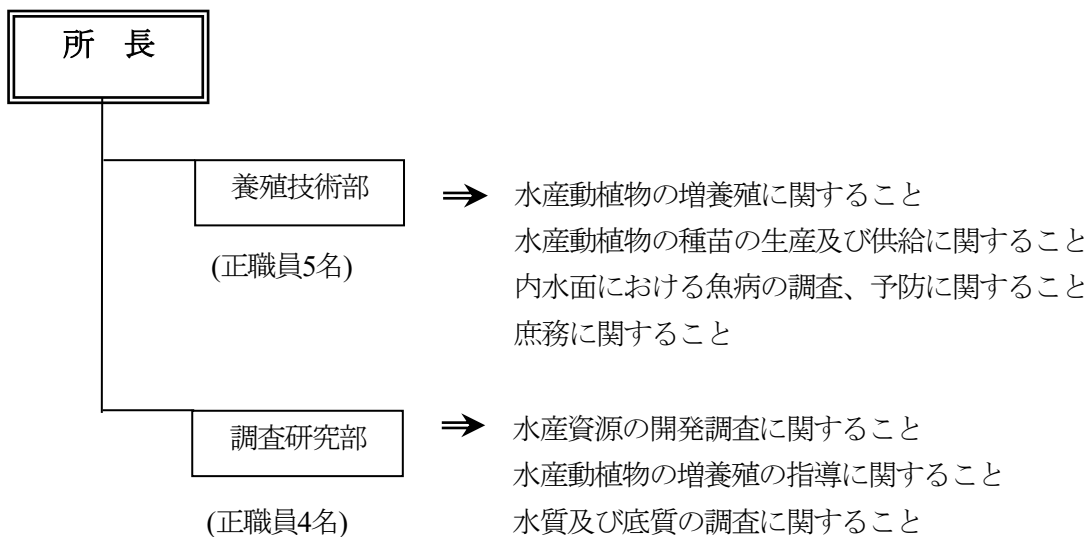 所 長
養殖技術部
(正職員5名)
⇒ 水産動植物の増養殖に関すること
水産動植物の種苗の生産及び供給に関すること
内水面における魚病の調査、予防に関すること
庶務に関すること
調査研究部
(正職員4名)
⇒ 水産資源の開発調査に関すること
水産動植物の増養殖の指導に関すること
水質及び底質の調査に関すること